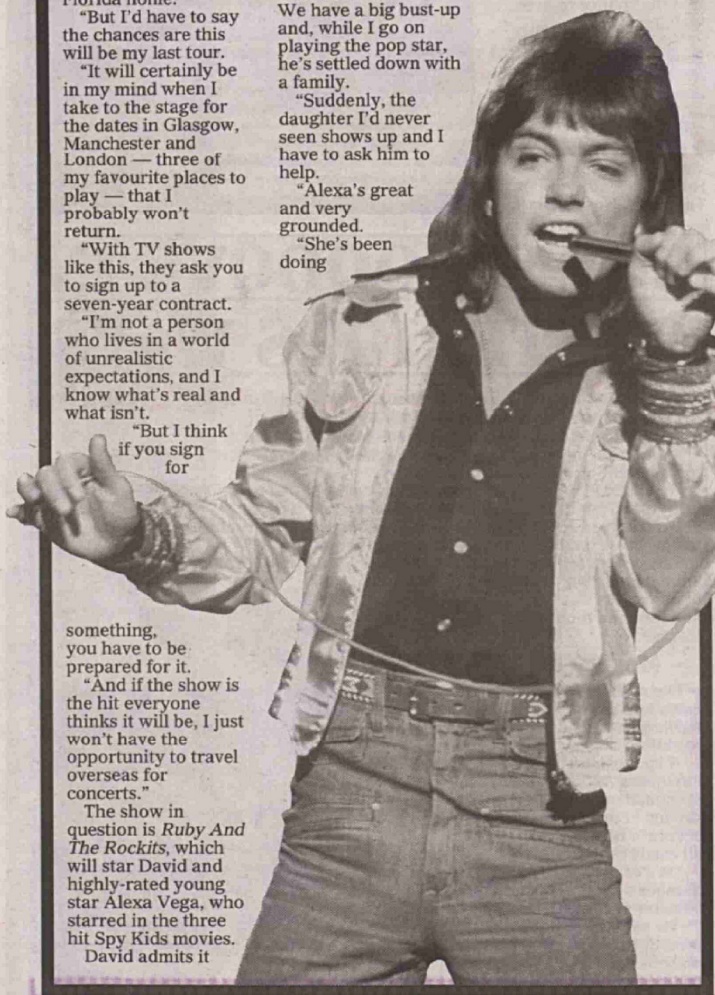 Florida home.
"But I'd have to say
the chances are this
will be my last tour.
"It will certainly be
in my mind when I
take to the stage for
the dates in Glasgow,
Manchester and
London — three of
my favourite places to
play — that I
probably won't
return.
"With TV shows
like this, they ask you
to sign up to a
seven-year contract.
"I'm not a person
who lives in a world
of unrealistic
expectations, and I
know what's real and
what isn't.
"But I think
if you sign
for
something,
you have to be
prepared for it.
"And if the show is
the hit everyone
thinks it will be, I just
won't have the
opportunity to travel
overseas for
concerts."
The show in
question is Ruby And
The Rockits, which
will star David and
highly-rated young
star Alexa Vega, who
starred in the three
hit Spy Kids movies.
David admits it
We have a big bust-up
and, while I go on
playing the pop star,
he's settled down with
a family.
"Suddenly, the
daughter I'd never
seen shows up and I
have to ask him to
help.
"Alexa's great
and very
grounded.
"She's been
doing